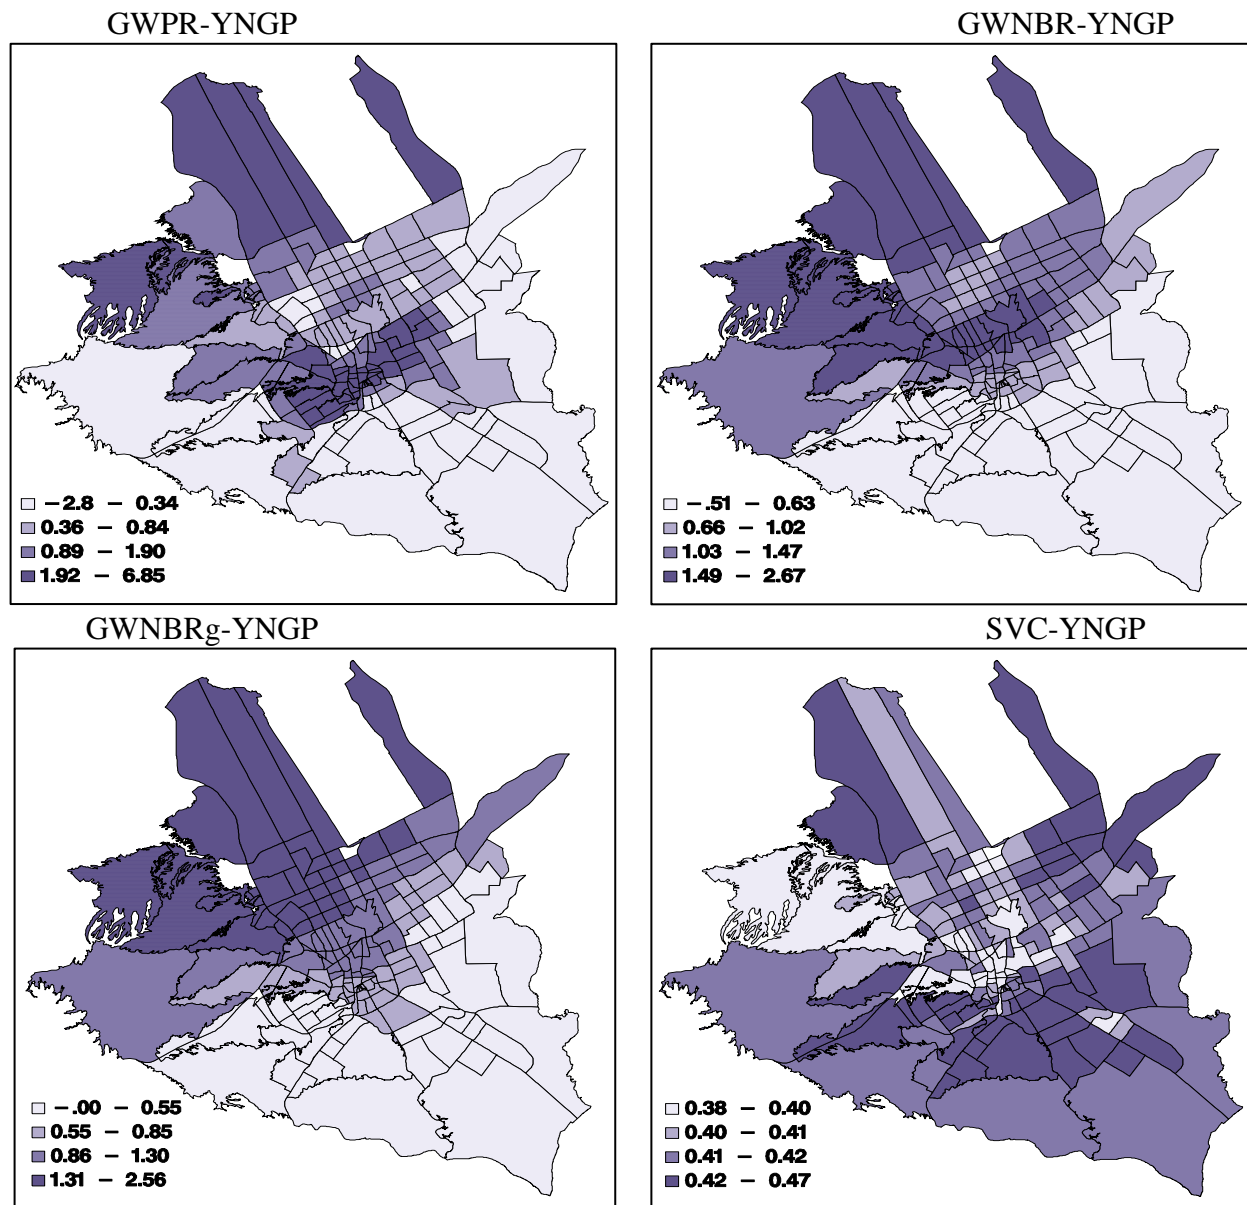 GWPR-YNGP
GWNBR-YNGP
−2.8 − 0.34
0.36 − 0.84
0.89 − 1.90
1.92 − 6.85
−.51 − 0.63
0.66 − 1.02
1.03 − 1.47
1.49 − 2.67
GWNBRg-YNGP
SVC-YNGP
−.00 − 0.55
0.55 − 0.85
0.86 − 1.30
1.31 − 2.56
0.38 − 0.40
0.40 − 0.41
0.41 − 0.42
0.42 − 0.47